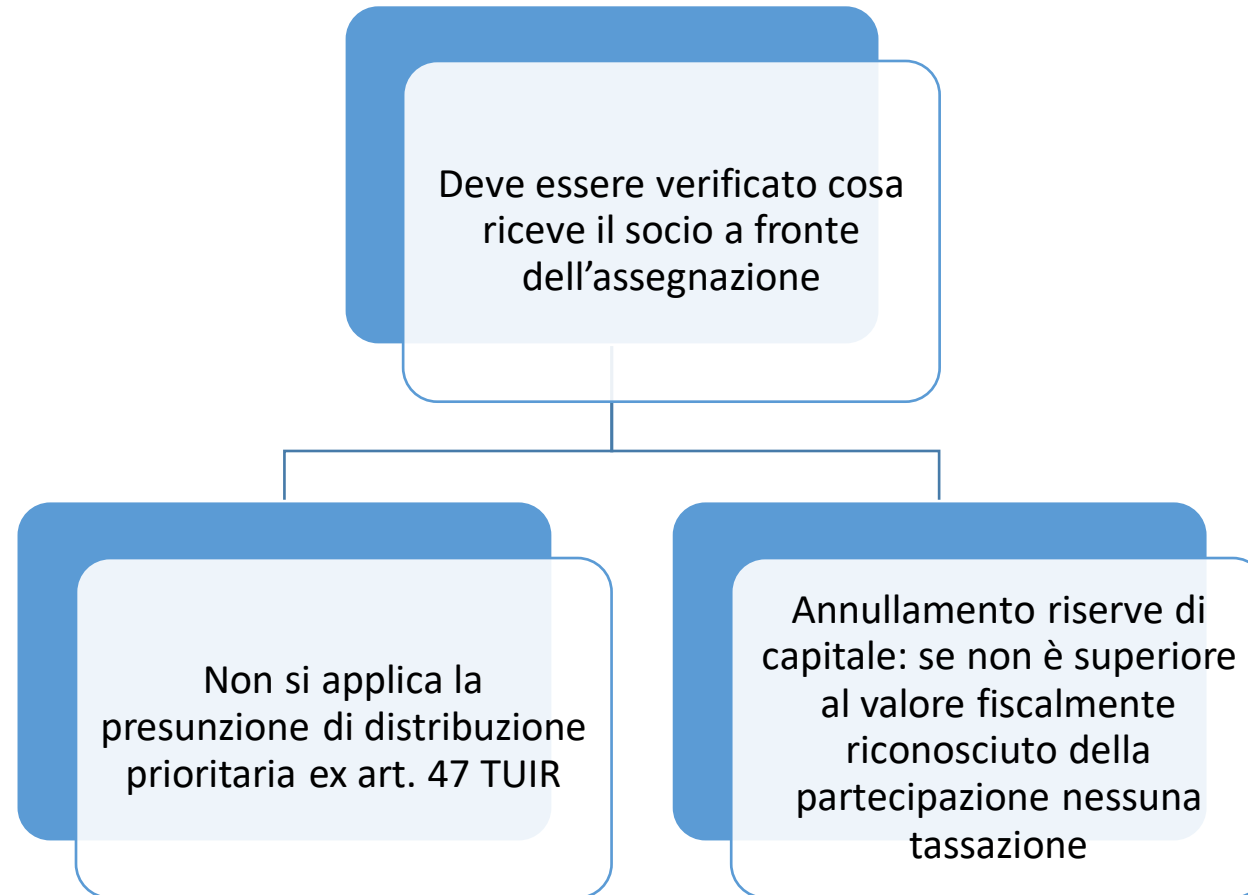 Deve essere verificato cosa
riceve il socio a fronte
dell’assegnazione
Non si applica la
presunzione di distribuzione
prioritaria ex art. 47 TUIR
Annullamento riserve di
capitale: se non è superiore
al valore fiscalmente
riconosciuto della
partecipazione nessuna
tassazione